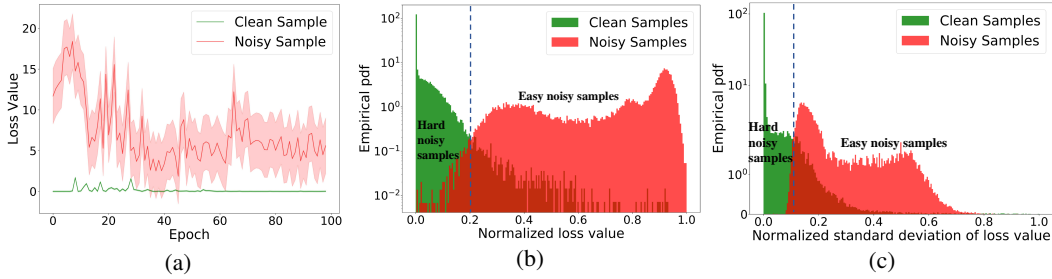 Clean Sample
Noisy Sample
Loss Value
20
15
10
5
0
0
20
40
60
80
100
Epoch
(a)
Clean Samples
Noisy Samples
Empirical pdf
10²
10¹
10⁰
10⁻¹
10⁻²
Easy noisy samples
Hard
noisy
samples
0.0
0.2
0.4
0.6
0.8
1.0
Normalized loss value
(b)
Clean Samples
Noisy Samples
Empirical pdf
10²
10¹
10⁰
0
Hard
noisy
samples
Easy noisy samples
0.0
0.2
0.4
0.6
0.8
1.0
Normalized standard deviation of loss value
(c)